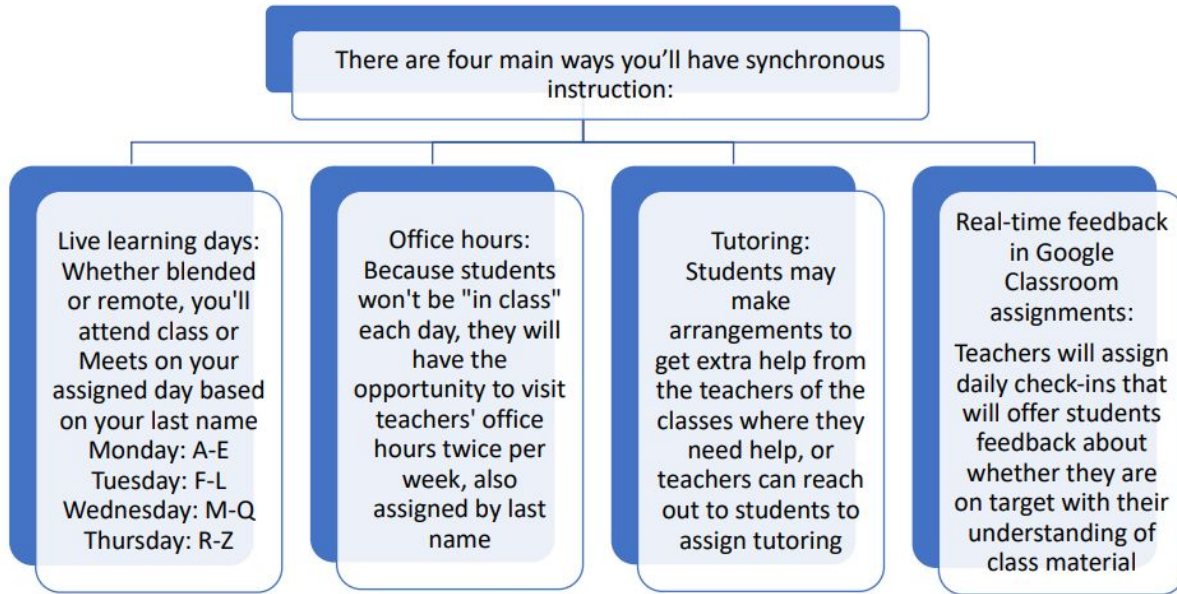 There are four main ways you’ll have synchronous
instruction:
Live learning days:
Whether blended
or remote, you'll
attend class or
Meets on your
assigned day based
on your last name
Monday: A-E
Tuesday: F-L
Wednesday: M-Q
Thursday: R-Z
Office hours:
Because students
won't be "in class"
each day, they will
have the
opportunity to visit
teachers' office
hours twice per
week, also
assigned by last
name
Tutoring:
Students may
make
arrangements to
get extra help from
the teachers of the
classes where they
need help, or
teachers can reach
out to students to
assign tutoring
Real-time feedback
in Google
Classroom
assignments:
Teachers will assign
daily check-ins that
will offer students
feedback about
whether they are
on target with their
understanding of
class material